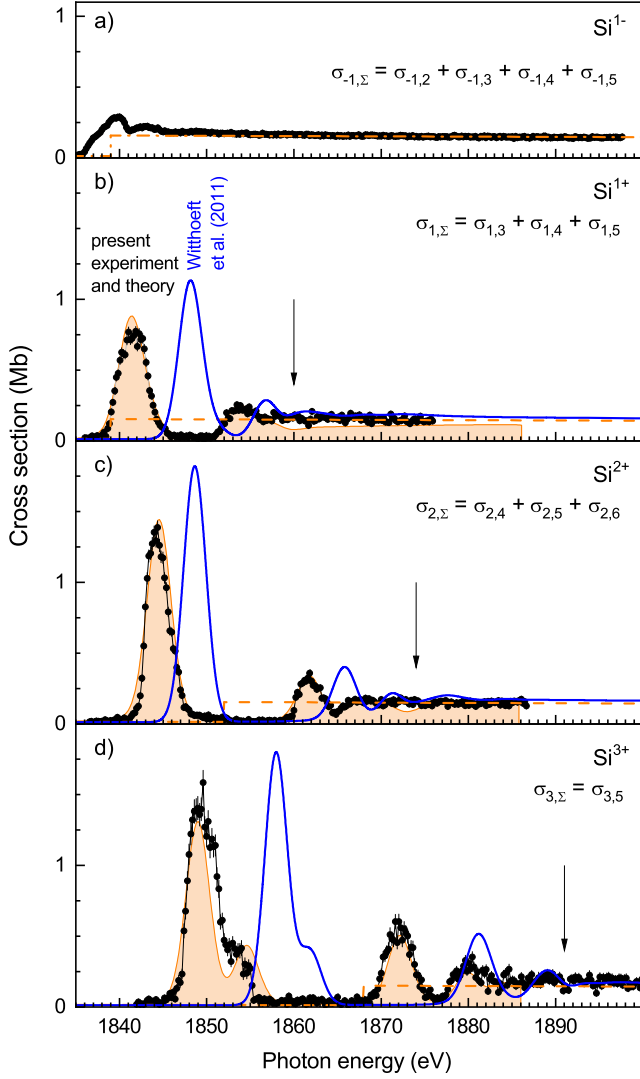 a)
Si1-
σ-1,Σ = σ-1,2 + σ-1,3 + σ-1,4 + σ-1,5
1
0
b)
Si1+
σ1,Σ = σ1,3 + σ1,4 + σ1,5
present
experiment
and theory
Witthoeft
et al. (2011)
1
0
c)
Si2+
σ2,Σ = σ2,4 + σ2,5 + σ2,6
1
0
d)
Si3+
σ3,Σ = σ3,5
1
0
Cross section (Mb)
1840 1850 1860 1870 1880 1890
Photon energy (eV)